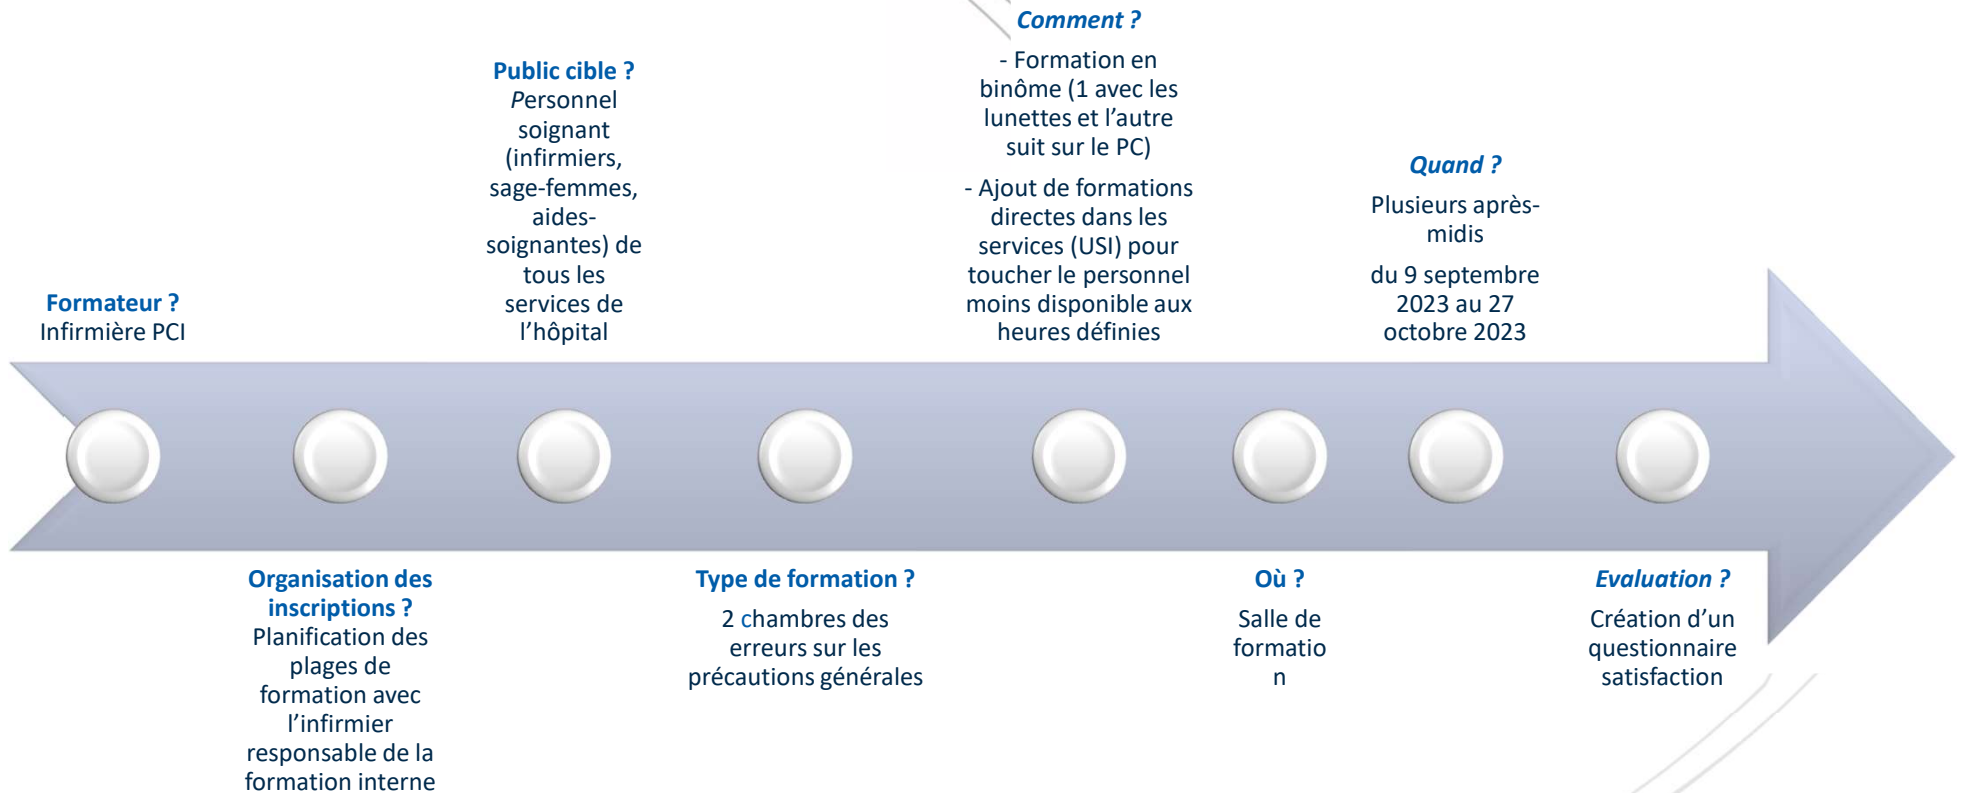 Formateur ?
Infirmière PCI
Organisation des
inscriptions ?
Planification des
plages de
formation avec
l’infirmier
responsable de la
formation interne
Public cible ?
Personnel
soignant
(infirmiers,
sage-femmes,
aides-
soignantes) de
tous les
services de
l’hôpital
Type de formation ?
2 chambres des
erreurs sur les
précautions générales
Comment ?
- Formation en
binôme (1 avec les
lunettes et l’autre
suit sur le PC)
- Ajout de formations
directes dans les
services (USI) pour
toucher le personnel
moins disponible aux
heures définies
Où ?
Salle de
formatio
n
Quand ?
Plusieurs après-
midis
du 9 septembre
2023 au 27
octobre 2023
Evaluation ?
Création d’un
questionnaire
satisfaction